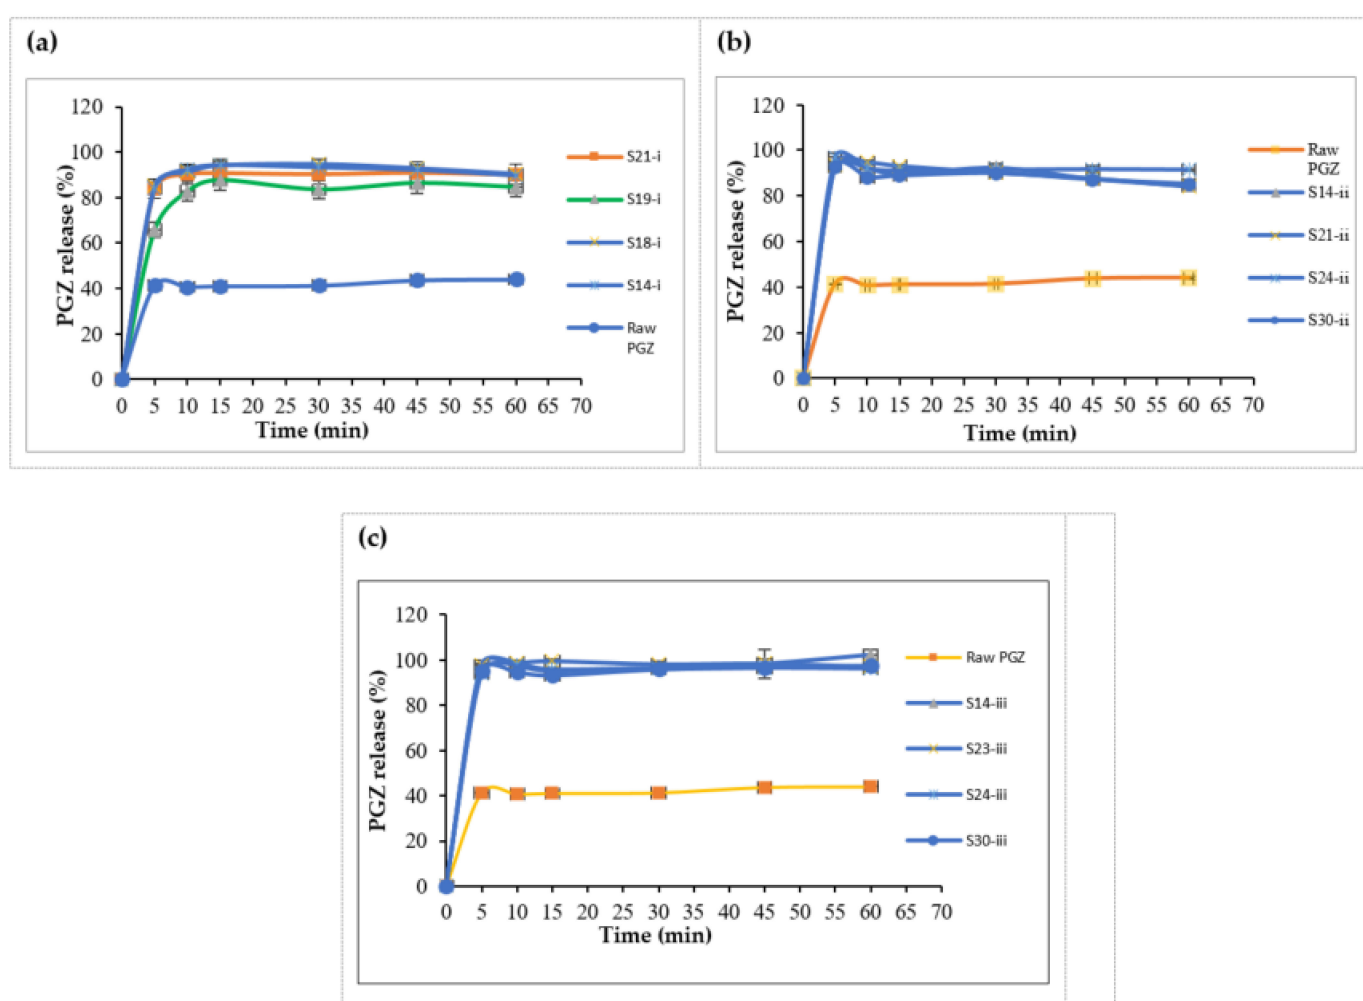 (a)
120
100
80
60
40
20
0
PGZ release (%)
0 5 10 15 20 25 30 35 40 45 50 55 60 65 70
Time (min)
S21-i
S19-i
S18-i
S14-i
Raw
PGZ
(b)
120
100
80
60
40
20
0
PGZ release (%)
0 5 10 15 20 25 30 35 40 45 50 55 60 65 70
Time (min)
Raw
PGZ
S14-ii
S21-ii
S24-ii
S30-ii
(c)
120
100
80
60
40
20
0
PGZ release (%)
0 5 10 15 20 25 30 35 40 45 50 55 60 65 70
Time (min)
Raw PGZ
S14-iii
S23-iii
S24-iii
S30-iii